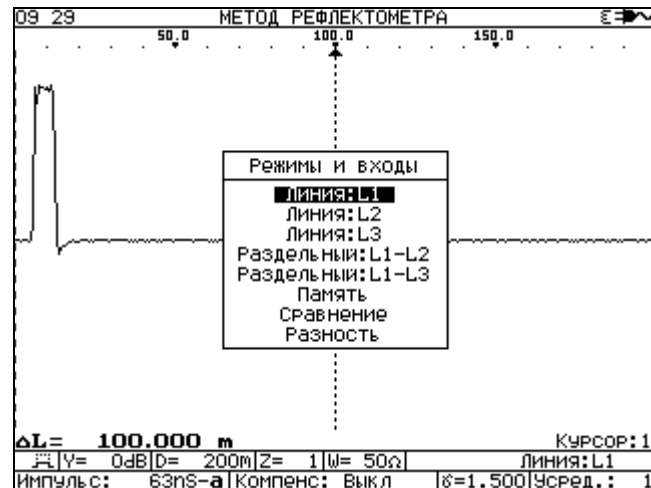 09 29 МЕТОД РЕФЛЕКТОМЕТРА
50.0 100.0 150.0
Режимы и входы
Линия:L1
Линия:L2
Линия:L3
Раздельный:L1-L2
Раздельный:L1-L3
Память
Сравнение
Разность
ΔL= 100.000 m Курсор:1
Y= 0dB D= 200m Z= 1 W= 50Ω Линия:L1
Импульс: 63nS-a Компенс: Выкл ४=1.500 Усред.: 1